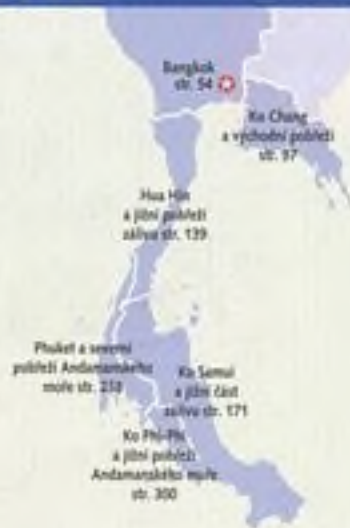 Bangkok
str. 54
Ko Chang
a východní pobřeží
str. 97
Hua Hin
a jižní pobřeží
zálivu str. 139
Phuket a severní
pobřeží Andamanského
moře str.
Ko Samui
a jižní část
zálivu str. 171
Ko Phi-Phi
a jižní pobřeží
Andamanského moře
str. 300